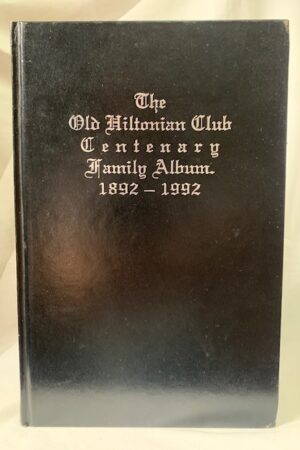 The
Old Hiltonian Club
Centenary
Family Album.
1892 – 1992